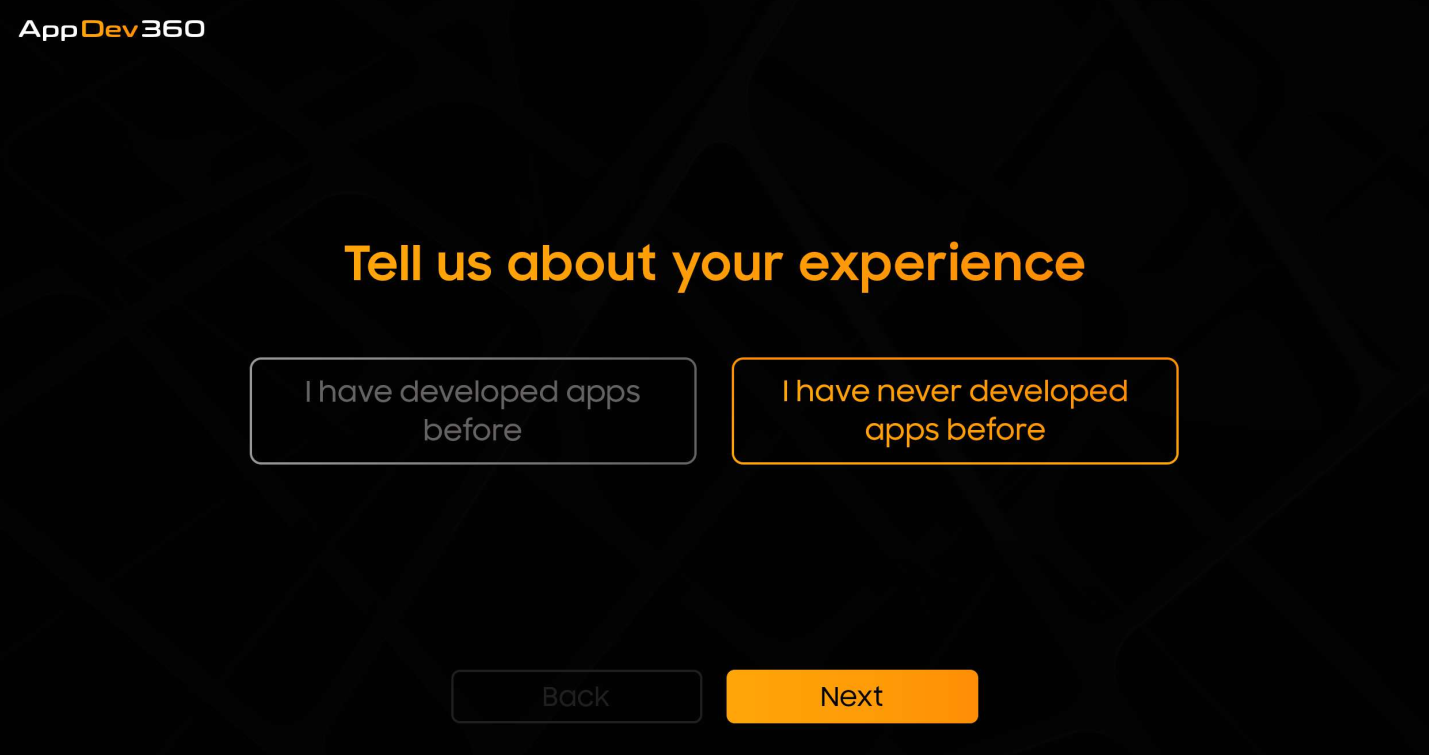 AppDev360
Tell us about your experience
I have developed apps
before
I have never developed
apps before
Back
Next